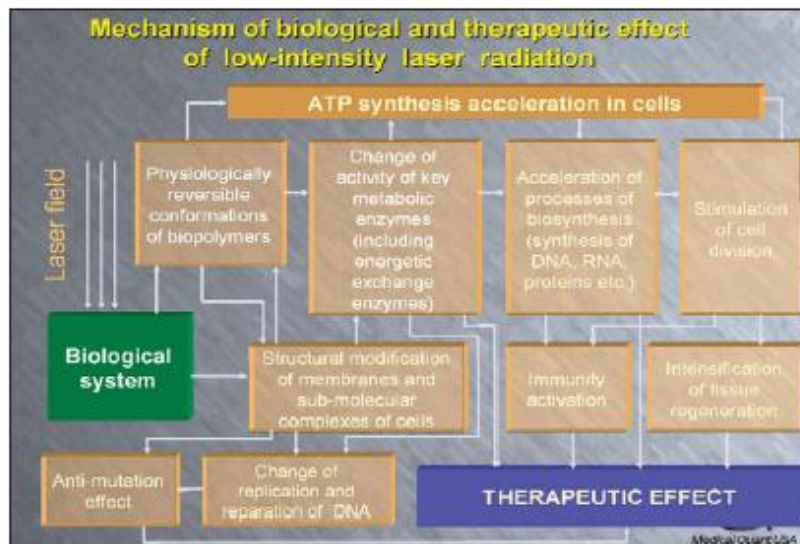 Mechanism of biological and therapeutic effect
of low-intensity laser radiation
ATP synthesis acceleration in cells
Laser field
Physiologically
reversible
conformations
of biopolymers
Change of
activity of key
metabolic
enzymes
(including
energetic
exchange
enzymes)
Acceleration of
processes of
biosynthesis
(synthesis of
DNA, RNA,
proteins etc.)
Stimulation
of cell
division
Biological
system
Structural modification
of membranes and
sub-molecular
complexes of cells
Immunity
activation
Intensification
of tissue
regeneration
Anti-mutation
effect
Change of
replication and
reparation of DNA
THERAPEUTIC EFFECT
Medical Quant USA